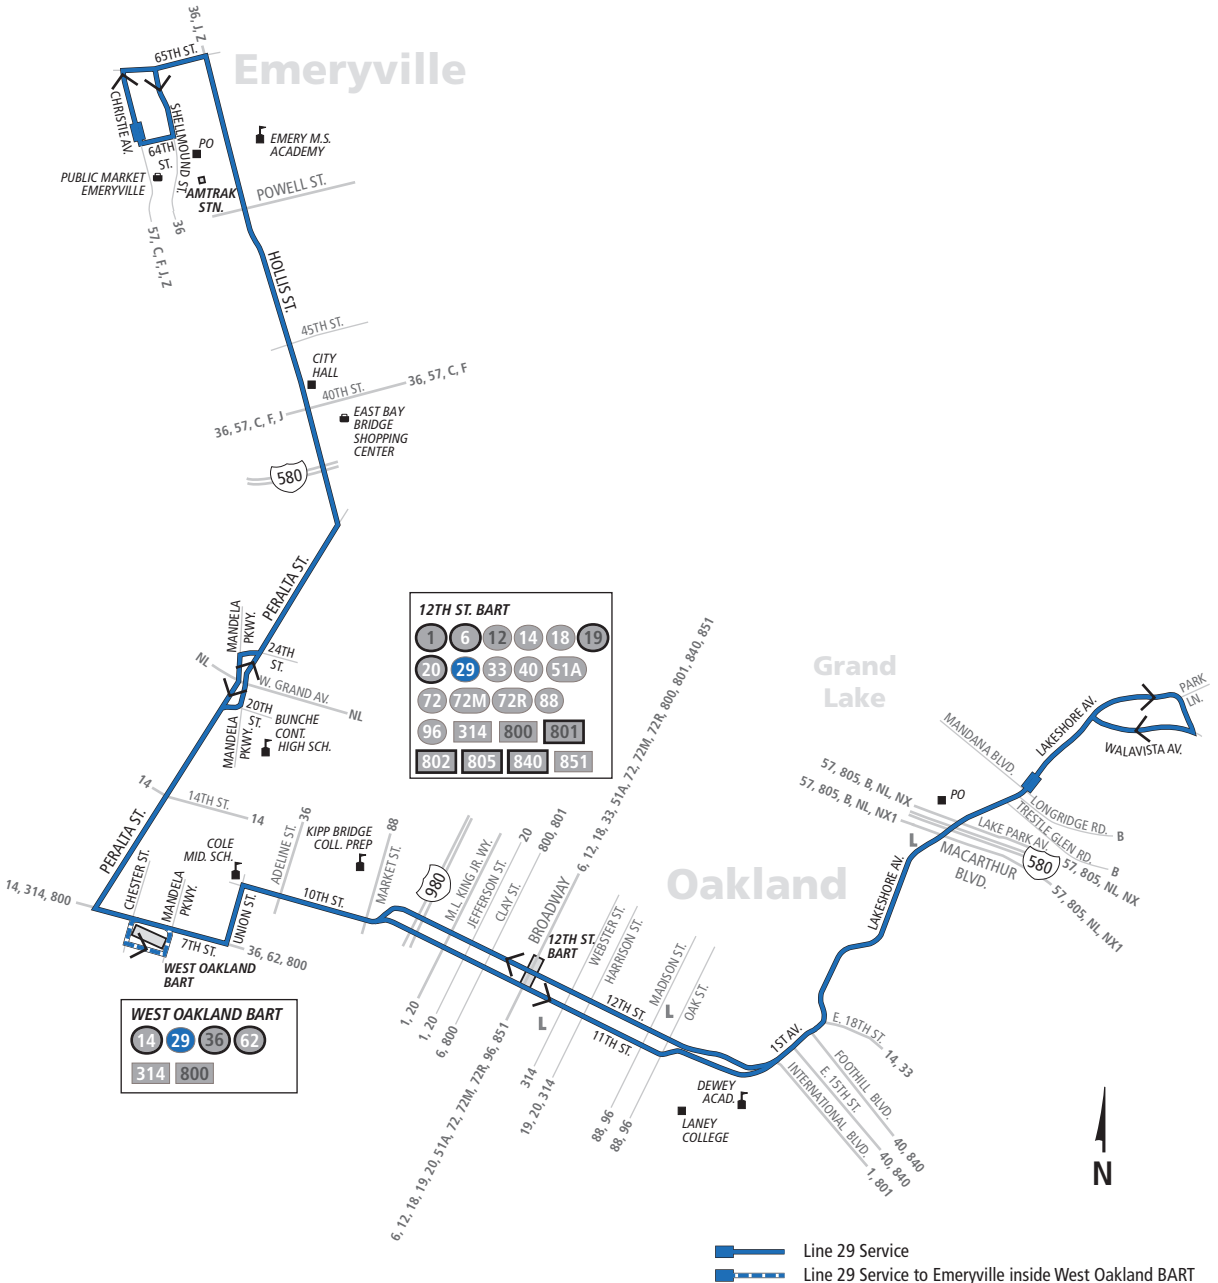 36, J, Z
65TH ST.
Emeryville
CHRISTIE AV.
SHELLMOUND ST.
64TH
ST.
PO
EMERY M.S.
ACADEMY
PUBLIC MARKET
EMERYVILLE
AMTRAK
STN.
POWELL ST.
36
57, C, F, J, Z
HOLLIS ST.
45TH ST.
CITY
HALL
40TH ST.
36, 57, C, F
36, 57, C, F, J
EAST BAY
BRIDGE
SHOPPING
CENTER
580
PERALTA ST.
MANDELA
PKWY.
24TH
ST.
NL
W. GRAND AV.
NL
20TH
ST.
MANDELA
PKWY.
BUNCHE
CONT.
HIGH SCH.
12TH ST. BART
1 6 12 14 18 19
20 29 33 40 51A
72 72M 72R 88
96 314 800 801
802 805 840 851
6, 12, 18, 33, 51A, 72, 72M, 72R, 800, 801, 840, 851
Grand
Lake
PARK
LN.
LAKESHORE AV.
WALAVISTA AV.
MANDANA BLVD.
57, 805, B, NL, NX
57, 805, B, NL, NX1
PO
LONGRIDGE RD.
B
TRESTLE GLEN RD.
B
LAKE PARK AV.
580
57, 805, NL, NX
L
MACARTHUR
BLVD.
57, 805, NL, NX1
14
14TH ST.
14
PERALTA ST.
COLE
MID. SCH.
ADELINE ST.
36
KIPP BRIDGE
COLL. PREP
88
MARKET ST.
980
M.L. KING JR. WY.
JEFFERSON ST.
20
CLAY ST.
800, 801
BROADWAY
Oakland
LAKESHORE AV.
14, 314, 800
CHESTER ST.
MANDELA
PKWY.
UNION ST.
10TH ST.
7TH ST.
36, 62, 800
WEST OAKLAND
BART
12TH ST.
BART
WEBSTER ST.
HARRISON ST.
MADISON ST.
OAK ST.
12TH ST.
L
11TH ST.
L
1, 20
1, 20
6, 800
6, 12, 18, 19, 20, 51A, 72, 72M, 72R, 96, 851
314
19, 20, 314
88, 96
88, 96
WEST OAKLAND BART
14 29 36 62
314 800
1ST AV.
E. 18TH ST.
14, 33
FOOTHILL BLVD.
40, 840
E. 15TH ST.
40, 840
INTERNATIONAL BLVD.
1, 801
DEWEY
ACAD.
LANEY
COLLEGE
N
Line 29 Service
Line 29 Service to Emeryville inside West Oakland BART